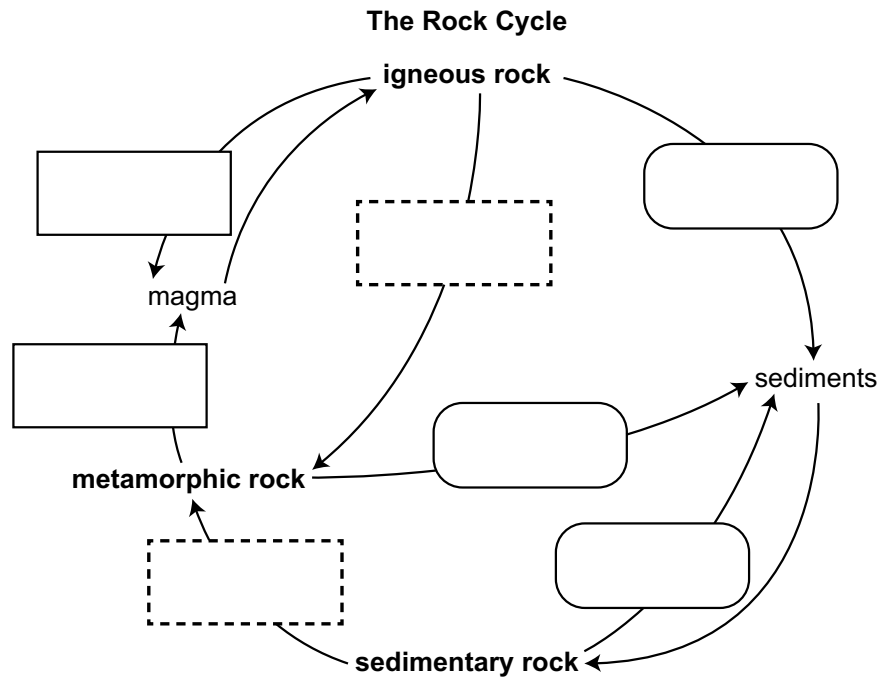 The Rock Cycle
igneous rock
magma
sediments
metamorphic rock
sedimentary rock